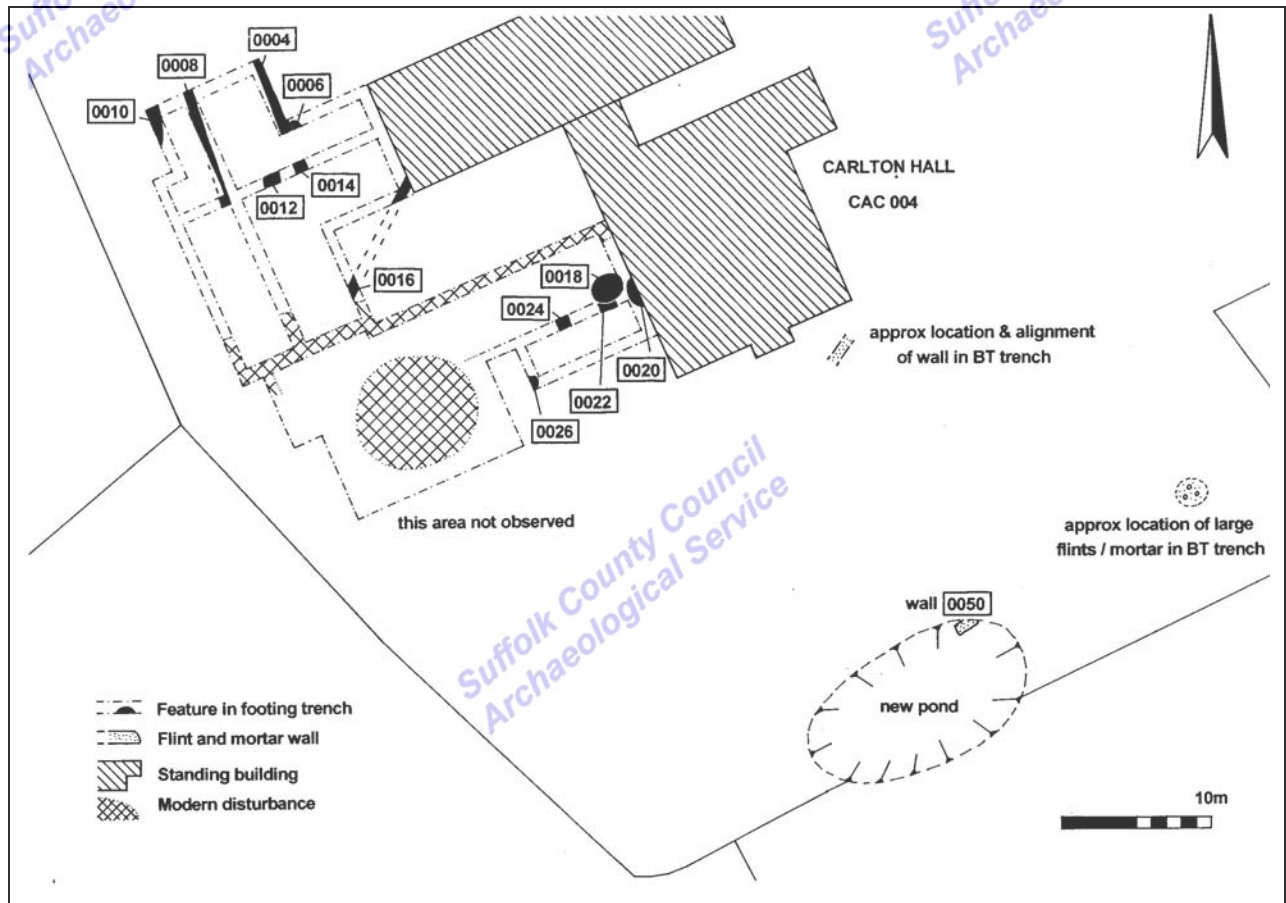 Suffolk County Council
Archaeological Service
0004
0008
0006
0010
0014
0012
CARLTON HALL
CAC 004
0016
0018
0024
0020
0022
0026
approx location & alignment
of wall in BT trench
this area not observed
approx location of large
flints / mortar in BT trench
wall 0050
new pond
Feature in footing trench
Flint and mortar wall
Standing building
Modern disturbance
10m